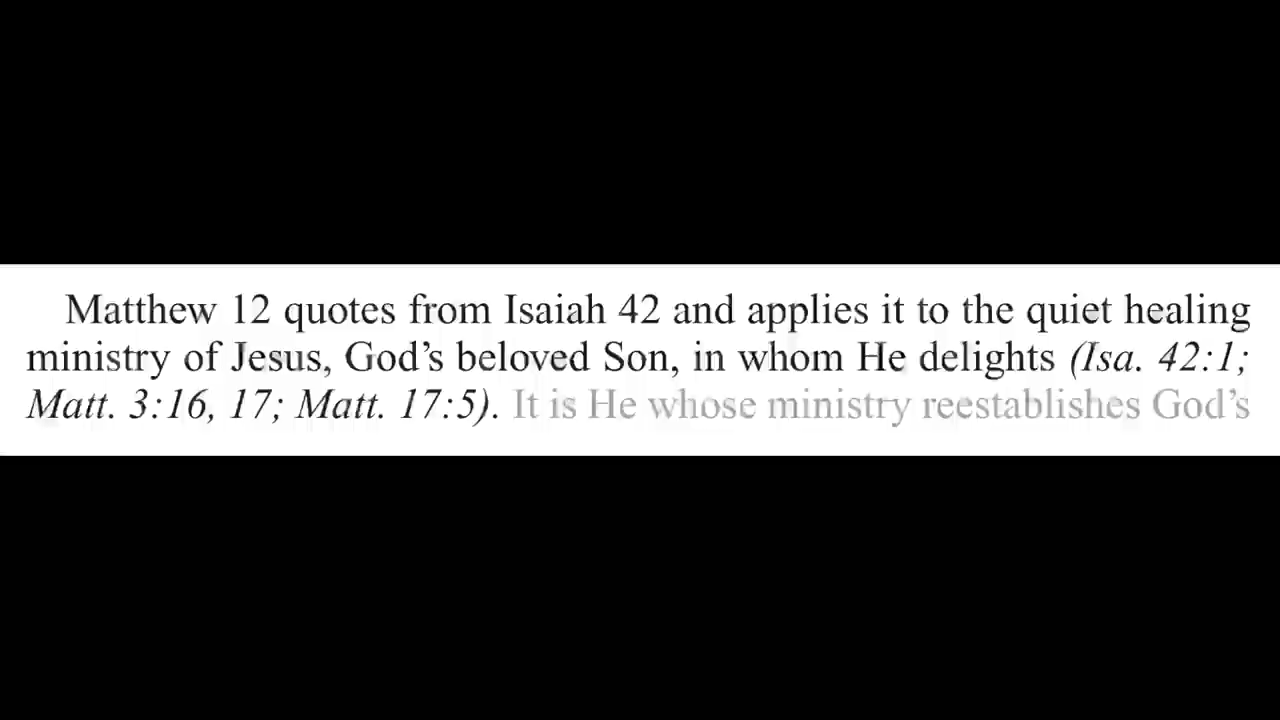 Matthew 12 quotes from Isaiah 42 and applies it to the quiet healing
ministry of Jesus, God’s beloved Son, in whom He delights (Isa. 42:1;
Matt. 3:16, 17; Matt. 17:5). It is He whose ministry reestablishes God’s